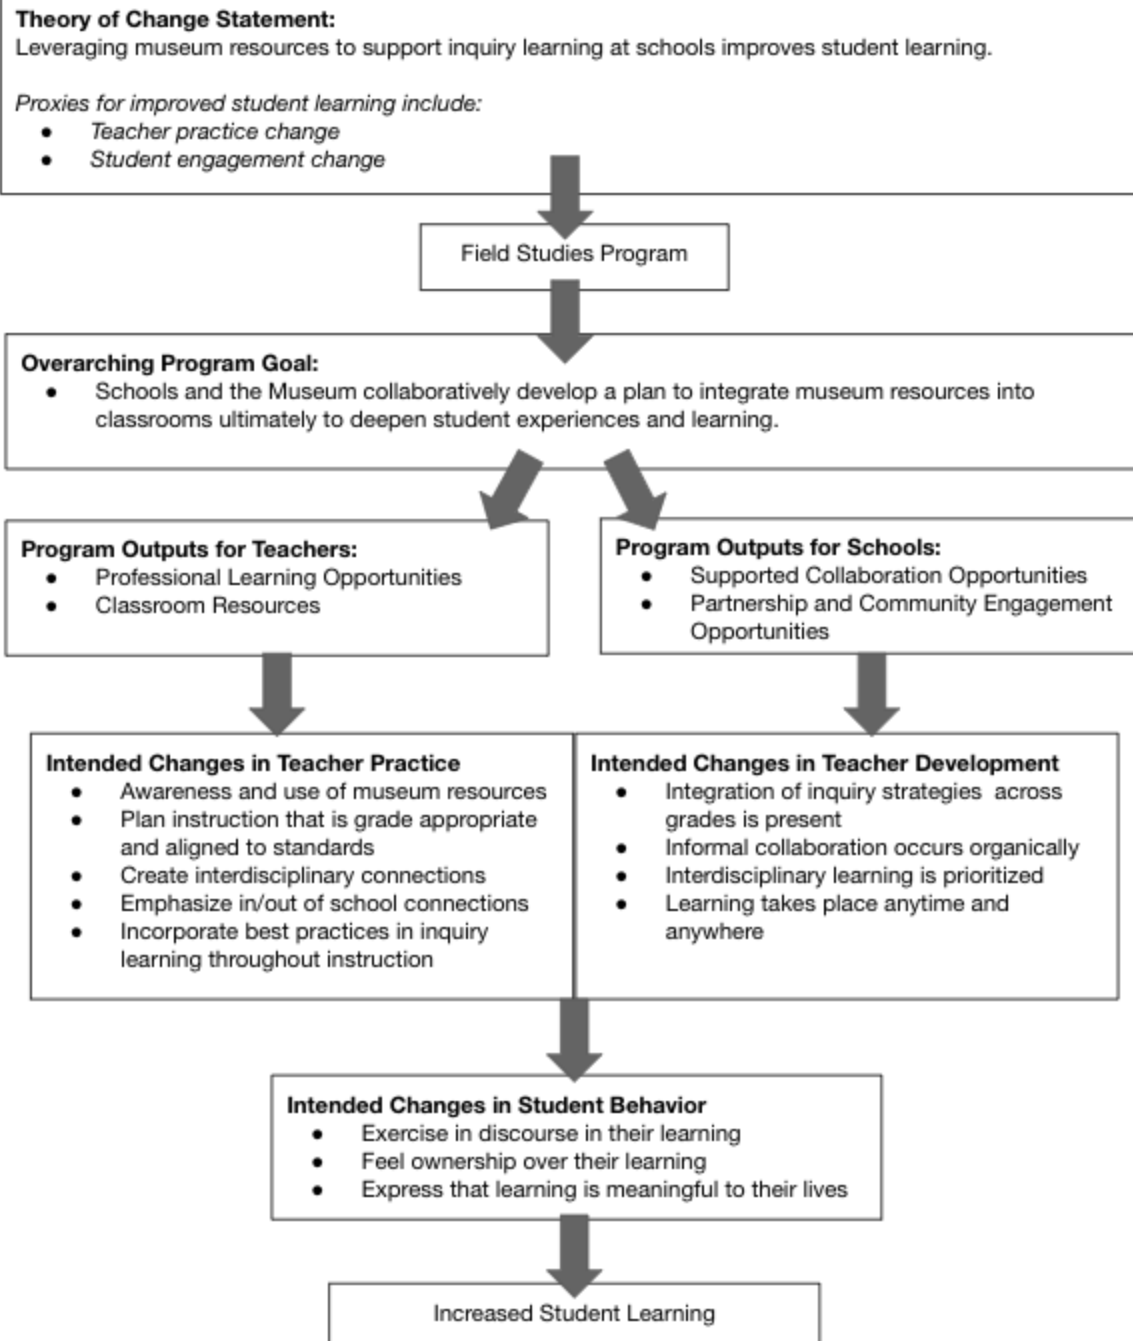 Theory of Change Statement:
Leveraging museum resources to support inquiry learning at schools improves student learning.
Proxies for improved student learning include:
● Teacher practice change
● Student engagement change
Field Studies Program
Overarching Program Goal:
● Schools and the Museum collaboratively develop a plan to integrate museum resources into
classrooms ultimately to deepen student experiences and learning.
Program Outputs for Teachers:
● Professional Learning Opportunities
● Classroom Resources
Program Outputs for Schools:
● Supported Collaboration Opportunities
● Partnership and Community Engagement
Opportunities
Intended Changes in Teacher Practice
● Awareness and use of museum resources
● Plan instruction that is grade appropriate
and aligned to standards
● Create interdisciplinary connections
● Emphasize in/out of school connections
● Incorporate best practices in inquiry
learning throughout instruction
Intended Changes in Teacher Development
● Integration of inquiry strategies across
grades is present
● Informal collaboration occurs organically
● Interdisciplinary learning is prioritized
● Learning takes place anytime and
anywhere
Intended Changes in Student Behavior
● Exercise in discourse in their learning
● Feel ownership over their learning
● Express that learning is meaningful to their lives
Increased Student Learning